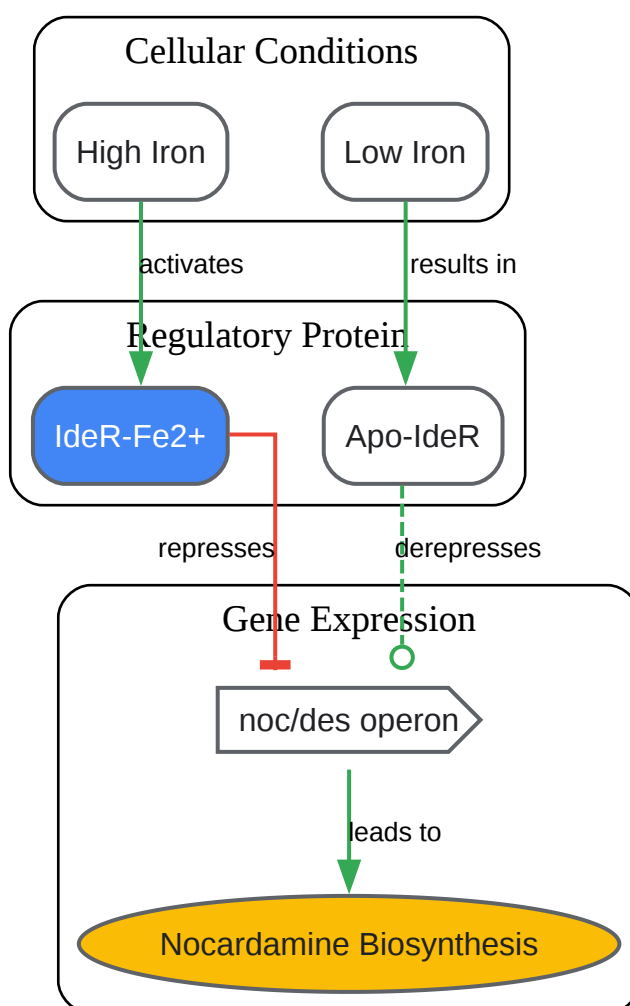 Cellular Conditions
High Iron
Low Iron
activates
results in
Regulatory Protein
IdeR-Fe2+
Apo-IdeR
represses
derepresses
Gene Expression
noc/des operon
leads to
Nocardamine Biosynthesis